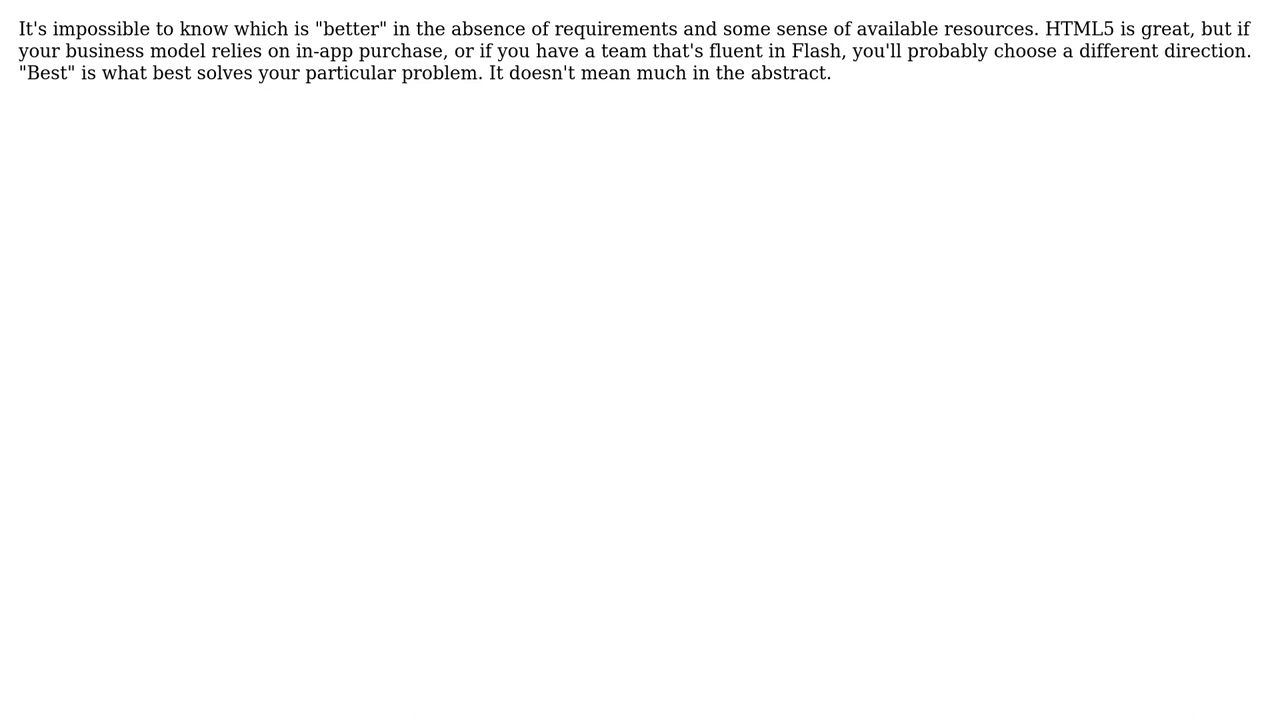 It's impossible to know which is "better" in the absence of requirements and some sense of available resources. HTML5 is great, but if
your business model relies on in-app purchase, or if you have a team that's fluent in Flash, you'll probably choose a different direction.
"Best" is what best solves your particular problem. It doesn't mean much in the abstract.